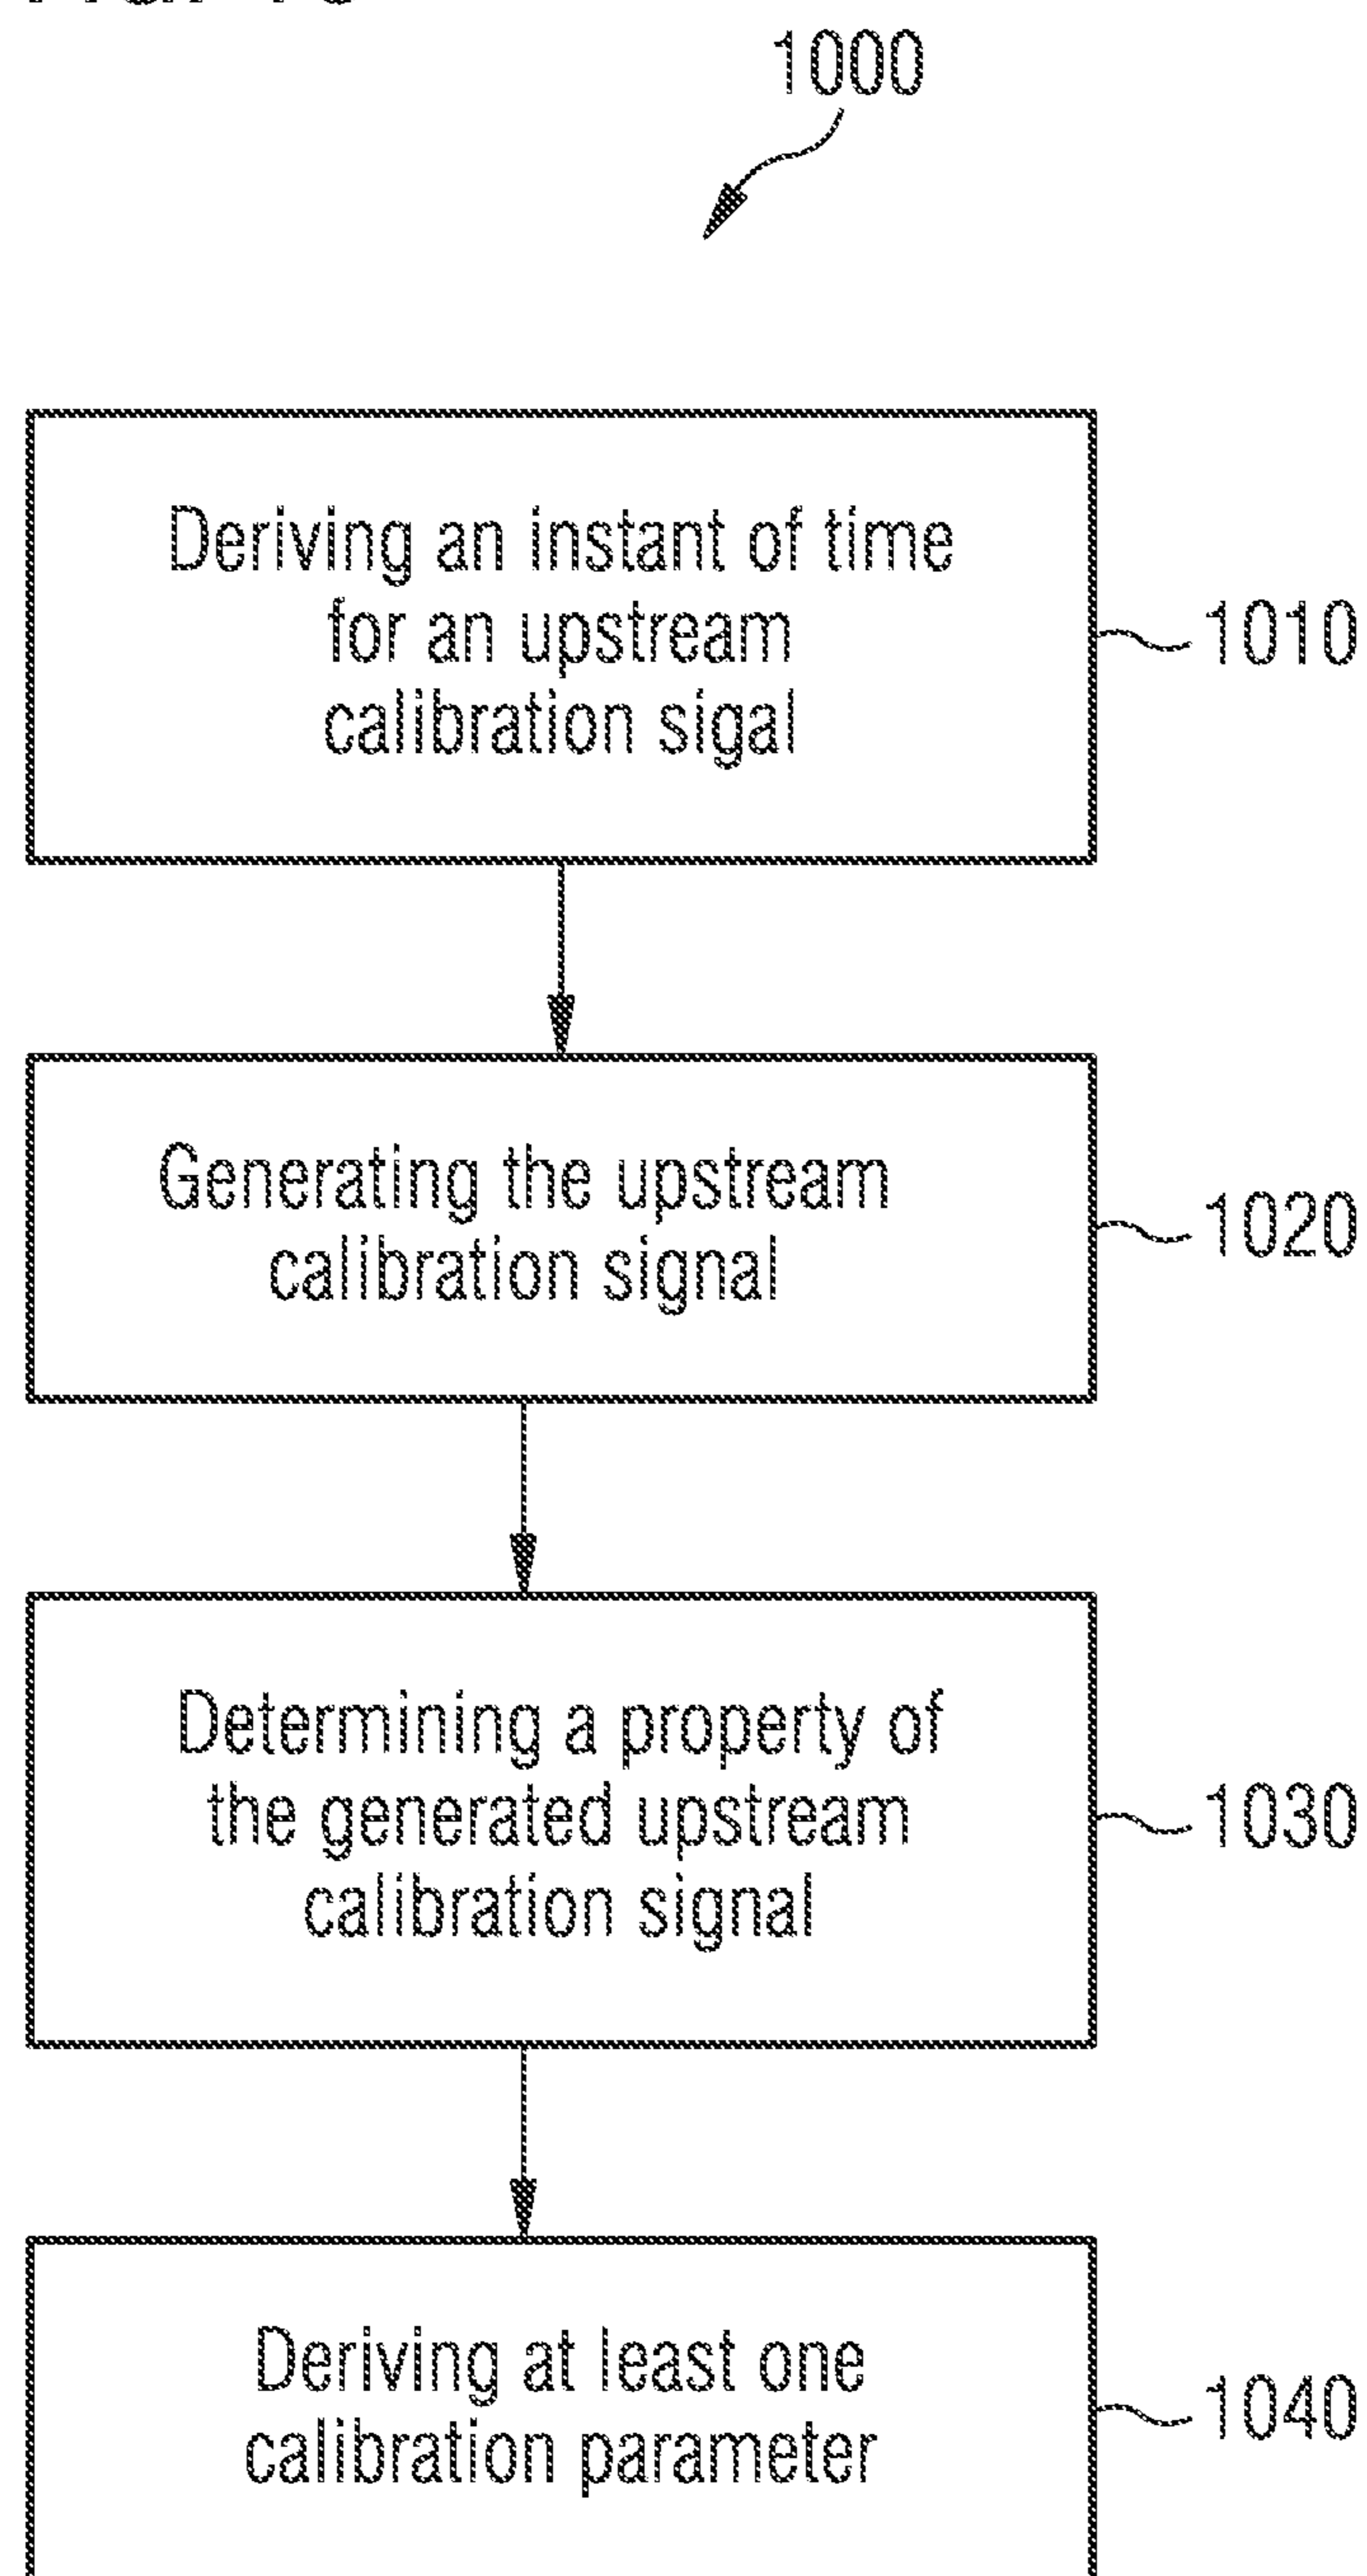 1000
Deriving an instant of time
for an upstream
calibration sigal
1010
Generating the upstream
calibration signal
1020
Determining a property of
the generated upstream
calibration signal
1030
Deriving at least one
calibration parameter
1040